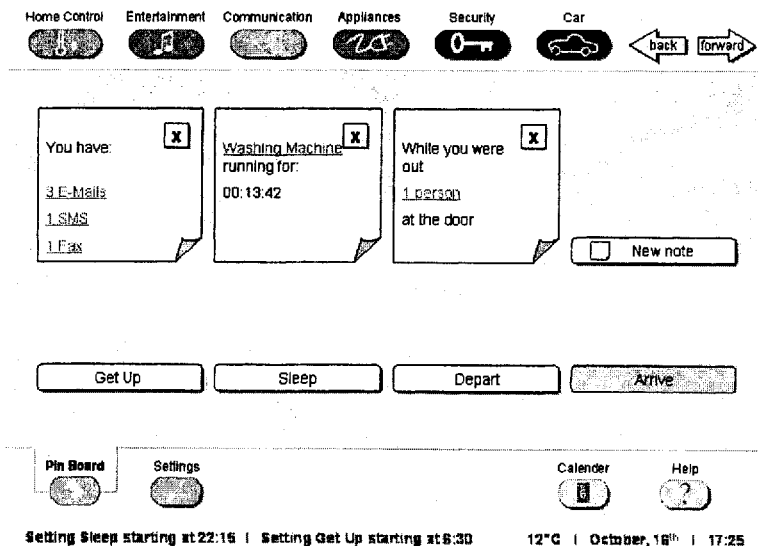 Home Control Entertainment Communication Appliances Security Car
back forward
You have:
3 E-Mails
1 SMS
1 Fax
X
Washing Machine
running for:
00:13:42
X
While you were
out
1 person
at the door
X
New note
Get Up Sleep Depart Arrive
Pin Board Settings Calender Help
Setting Sleep starting at 22:15 | Setting Get Up starting at 6:30 12°C | October, 16th | 17:25